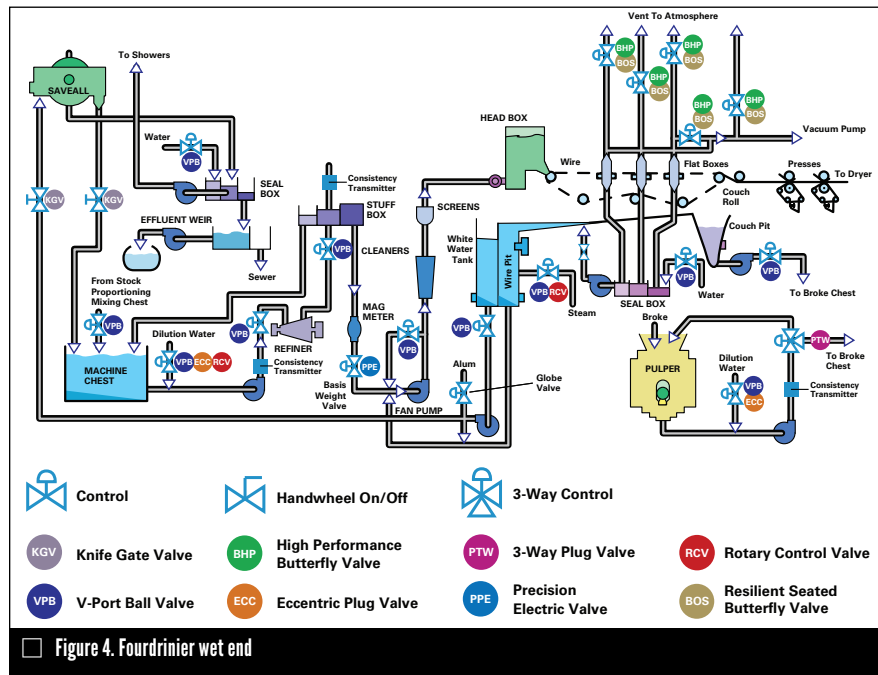 Vent To Atmosphere
To Showers
SAVEALL
BHP
BOS
BHP
BOS
BHP
BOS
BHP
BOS
BHP
BOS
HEAD BOX
Water
VPB
Wire
Flat Boxes
Vacuum Pump
Presses
To Dryer
Couch
Roll
Consistency
Transmitter
SEAL
BOX
KGV
KGV
STUFF
BOX
SCREENS
EFFLUENT WEIR
VPB
CLEANERS
White
Water
Tank
Wire Pit
Couch Pit
Sewer
From Stock
Proportioning
Mixing Chest
VPB
VPB RCV
Steam
SEAL BOX
VPB
Water
VPB
To Broke Chest
MAG
METER
Dilution Water
VPB
REFINER
VPB
VPB
Broke
PTW
To Broke
Chest
MACHINE
CHEST
VPB ECC RCV
Consistency
Transmitter
PPE
Basis
Weight
Valve
Alum
Globe
Valve
PULPER
Dilution
Water
VPB
ECC
Consistency
Transmitter
FAN PUMP
Control
Handwheel On/Off
3-Way Control
KGV
Knife Gate Valve
BHP
High Performance
Butterfly Valve
PTW
3-Way Plug Valve
RCV
Rotary Control Valve
VPB
V-Port Ball Valve
ECC
Eccentric Plug Valve
PPE
Precision
Electric Valve
BOS
Resilient Seated
Butterfly Valve
Figure 4. Fourdrinier wet end